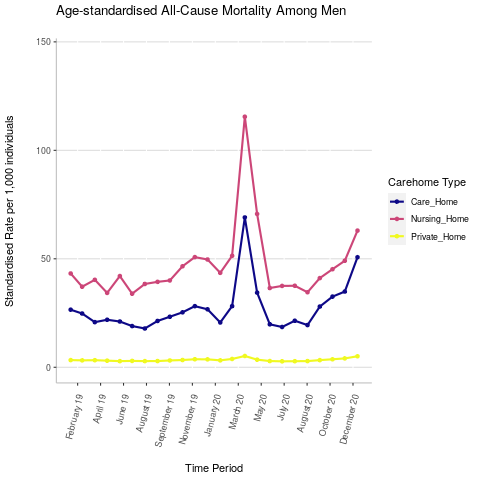 Age-standardised All-Cause Mortality Among Men
Standardised Rate per 1,000 individuals
150
100
50
0
February 19
April 19
June 19
August 19
September 19
November 19
January 20
March 20
May 20
July 20
August 20
October 20
December 20
Time Period
Carehome Type
Care_Home
Nursing_Home
Private_Home